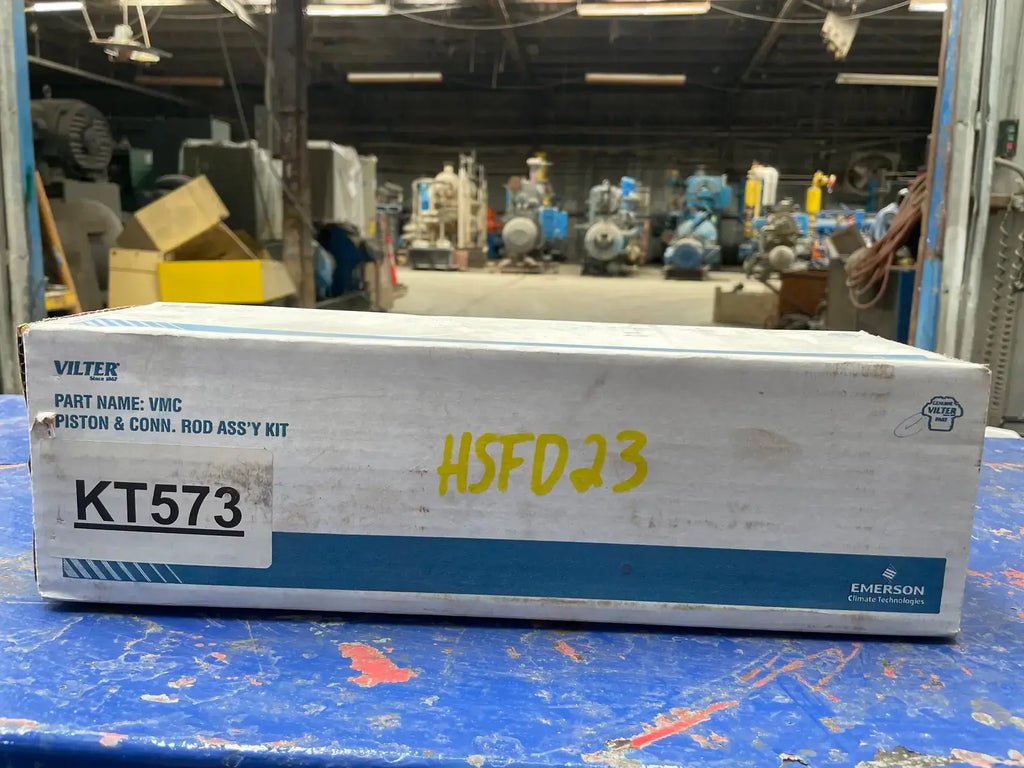 VILTER
Since 1867
PART NAME: VMC
PISTON & CONN. ROD ASS'Y KIT
KT573
HSFD23
GENUINE
VILTER
PART
EMERSON
Climate Technologies